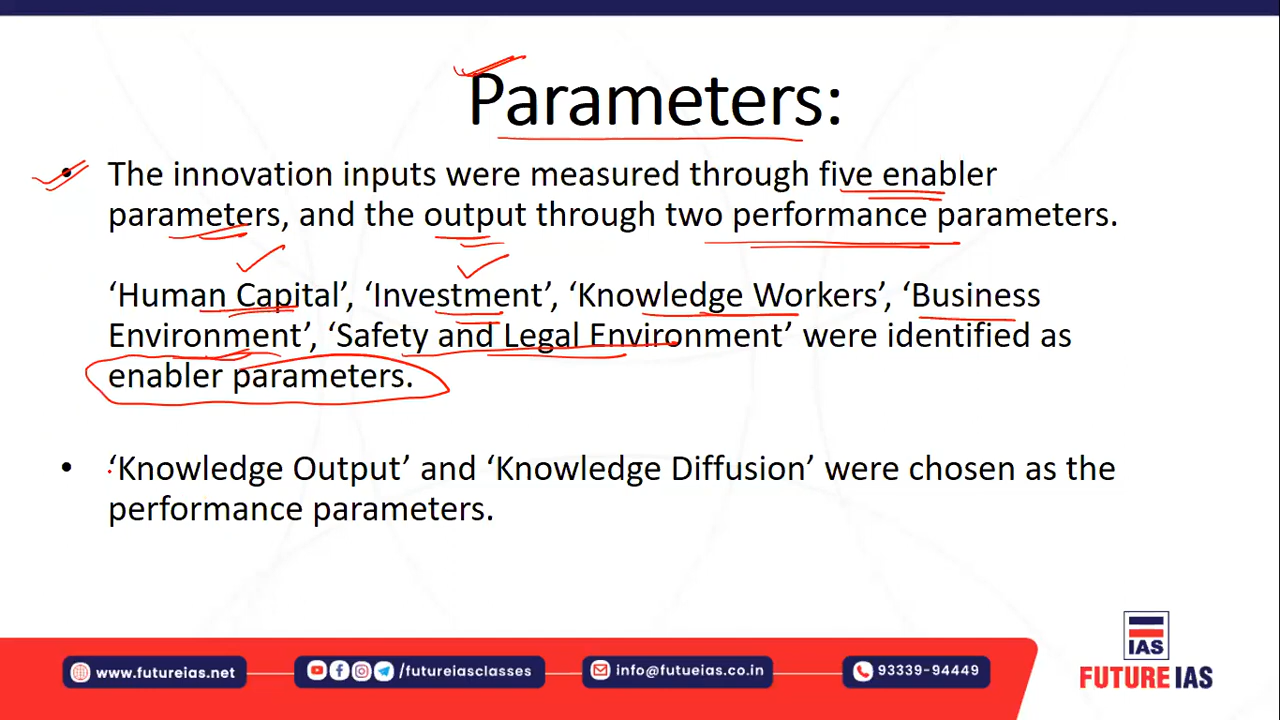 Parameters:
The innovation inputs were measured through five enabler
parameters, and the output through two performance parameters.
‘Human Capital’, ‘Investment’, ‘Knowledge Workers’, ‘Business
Environment’, ‘Safety and Legal Environment’ were identified as
enabler parameters.
‘Knowledge Output’ and ‘Knowledge Diffusion’ were chosen as the
performance parameters.
www.futureias.net
/futureiasclasses
info@futueias.co.in
93339-94449
IAS
FUTURE IAS